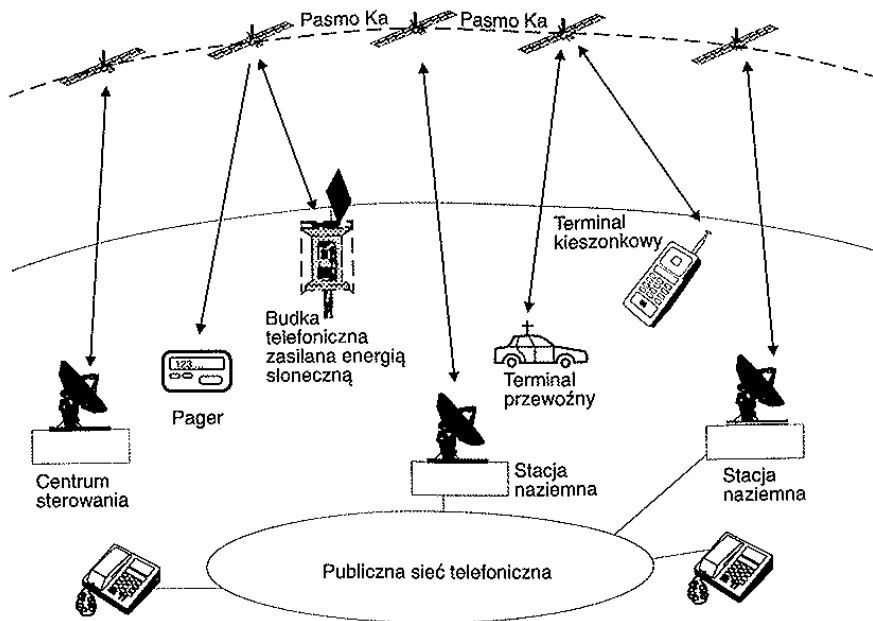 Pasmo Ka
Pasmo Ka
Terminal
kieszonkowy
Budka
telefoniczna
zasilana energią
słoneczną
123...
Pager
Terminal
przewoźny
Centrum
sterowania
Stacja
naziemna
Stacja
naziemna
Publiczna sieć telefoniczna